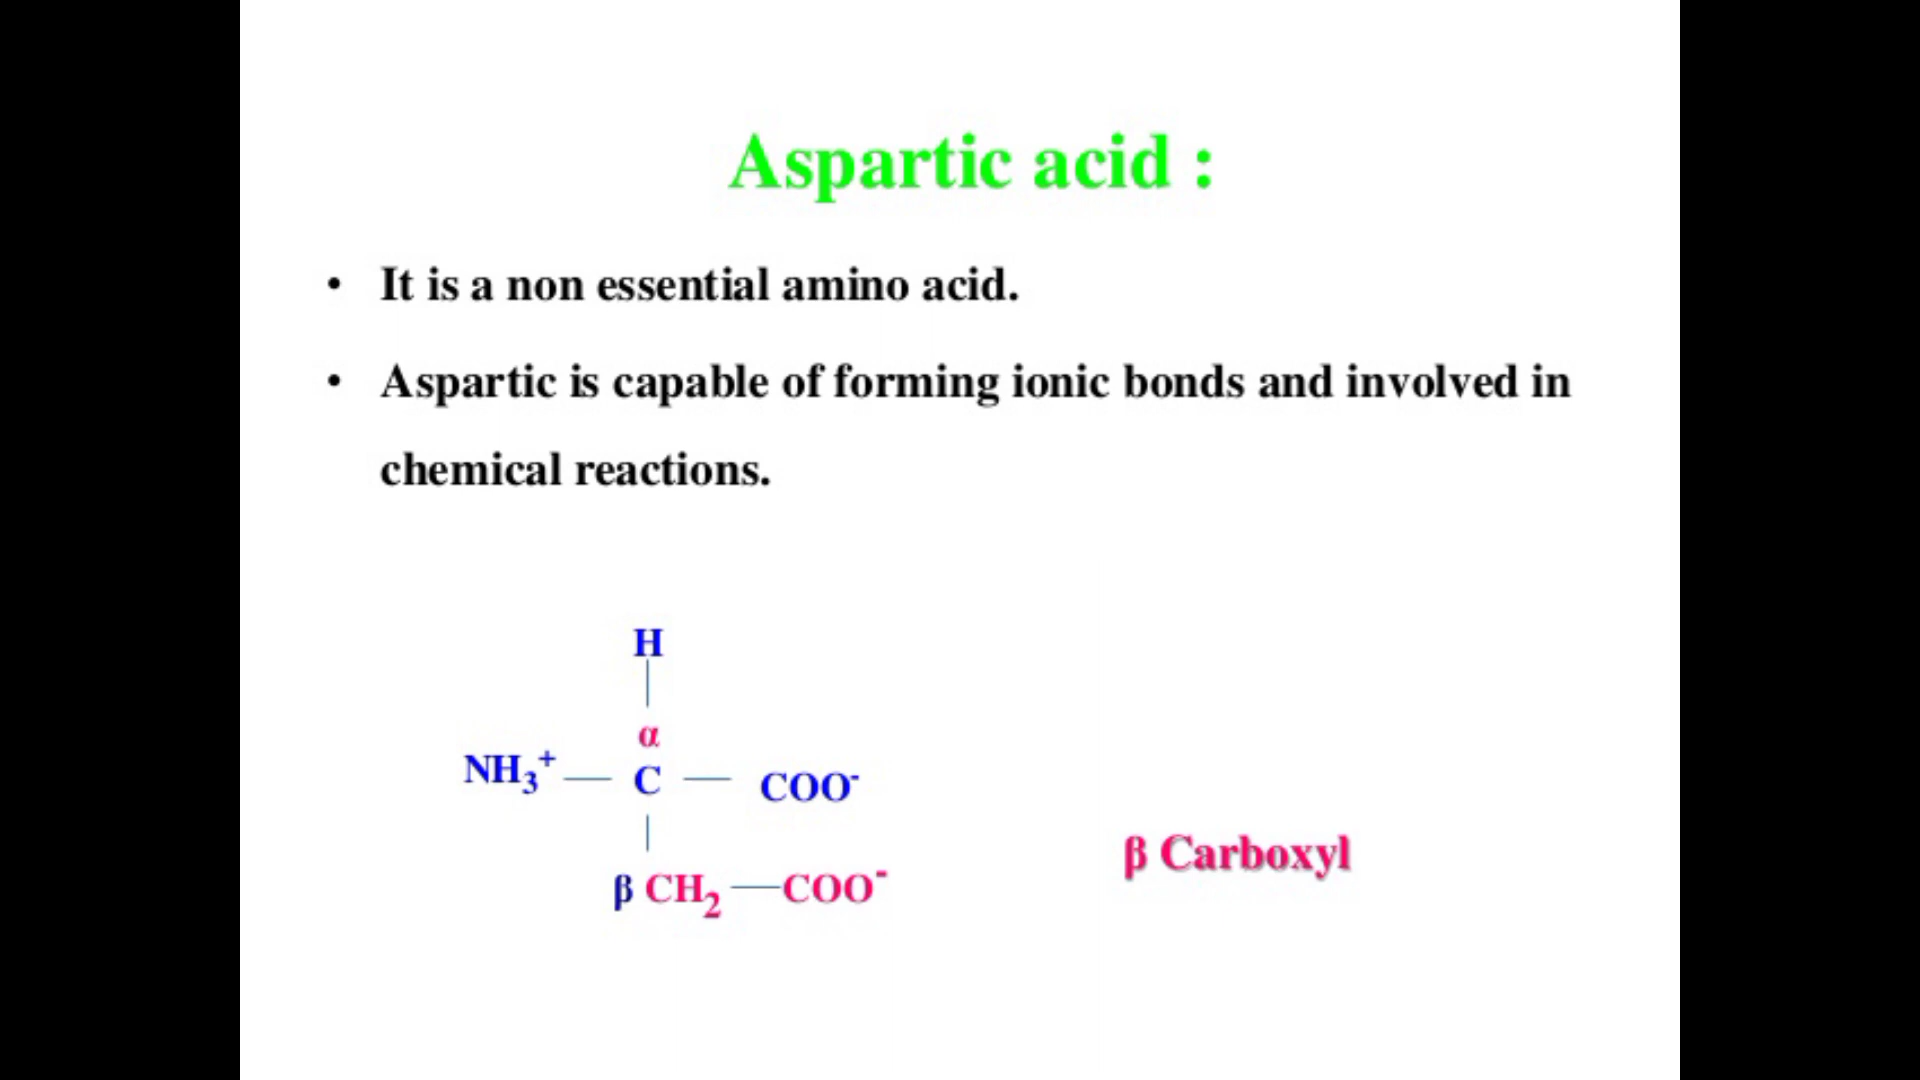 Aspartic acid :
• It is a non essential amino acid.
• Aspartic is capable of forming ionic bonds and involved in
chemical reactions.
H
α
NH₃⁺ — C — COO⁻
β CH₂ — COO⁻
β Carboxyl